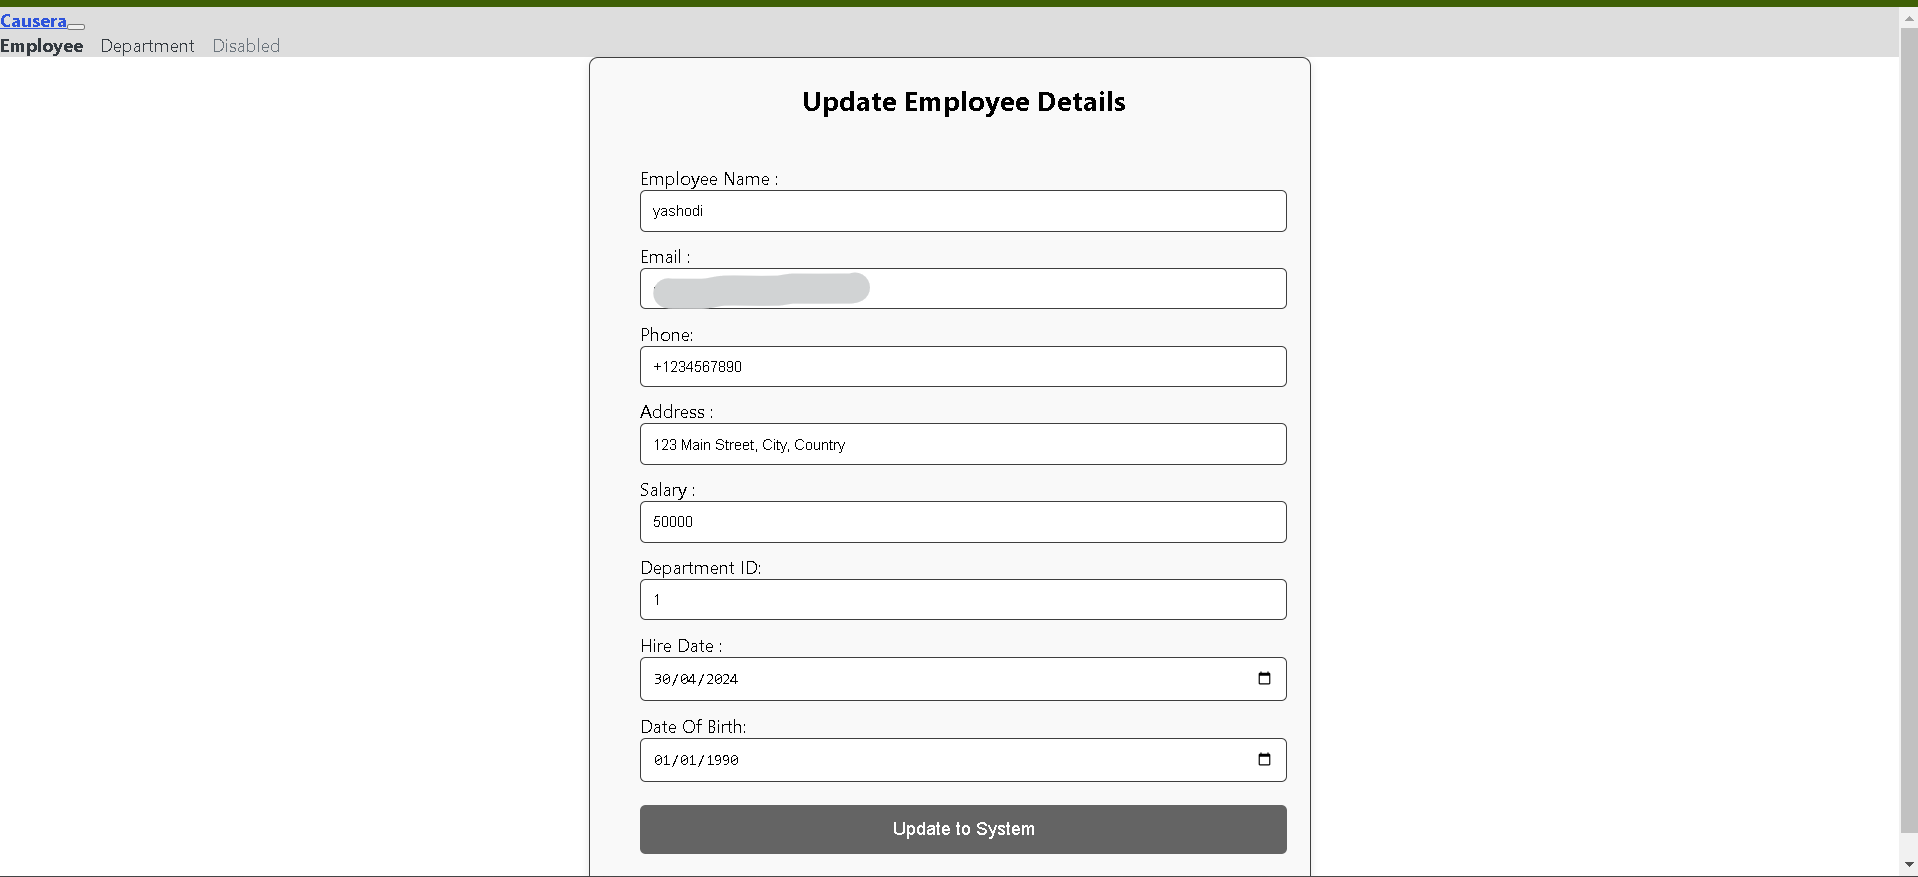 Causera
Employee Department Disabled
Update Employee Details
Employee Name :
yashodi
Email :
Phone:
+1234567890
Address :
123 Main Street, City, Country
Salary :
50000
Department ID:
1
Hire Date :
30/04/2024
Date Of Birth:
01/01/1990
Update to System